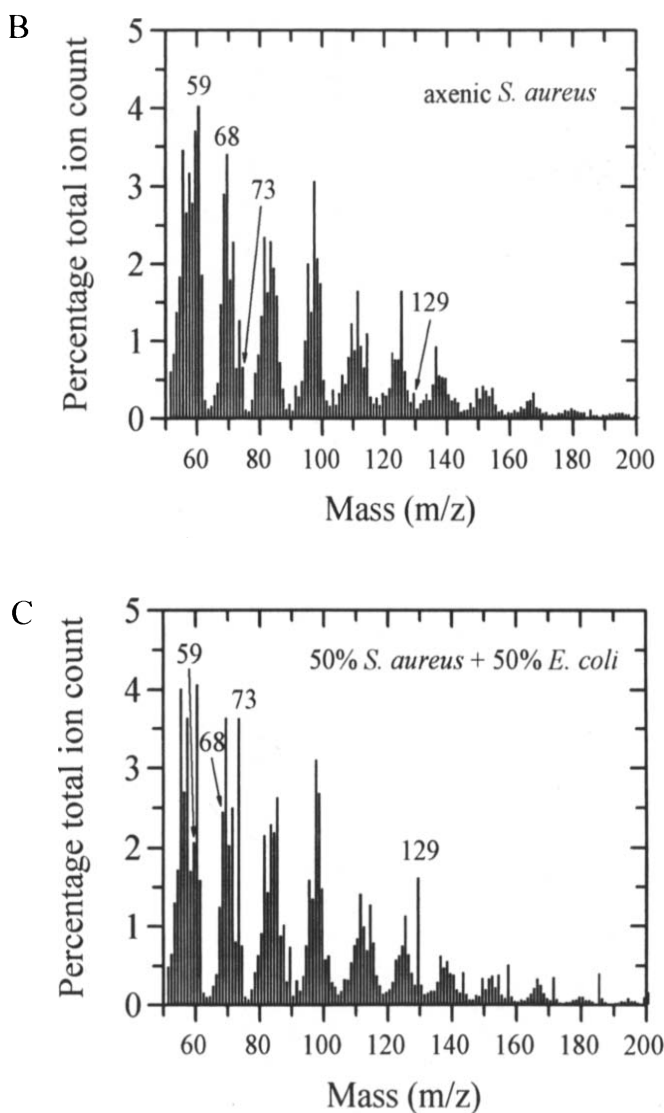 B
axenic S. aureus
59
68
73
129
5
4
3
2
1
0
Percentage total ion count
60 80 100 120 140 160 180 200
Mass (m/z)
C
50% S. aureus + 50% E. coli
59
68
73
129
5
4
3
2
1
0
Percentage total ion count
60 80 100 120 140 160 180 200
Mass (m/z)